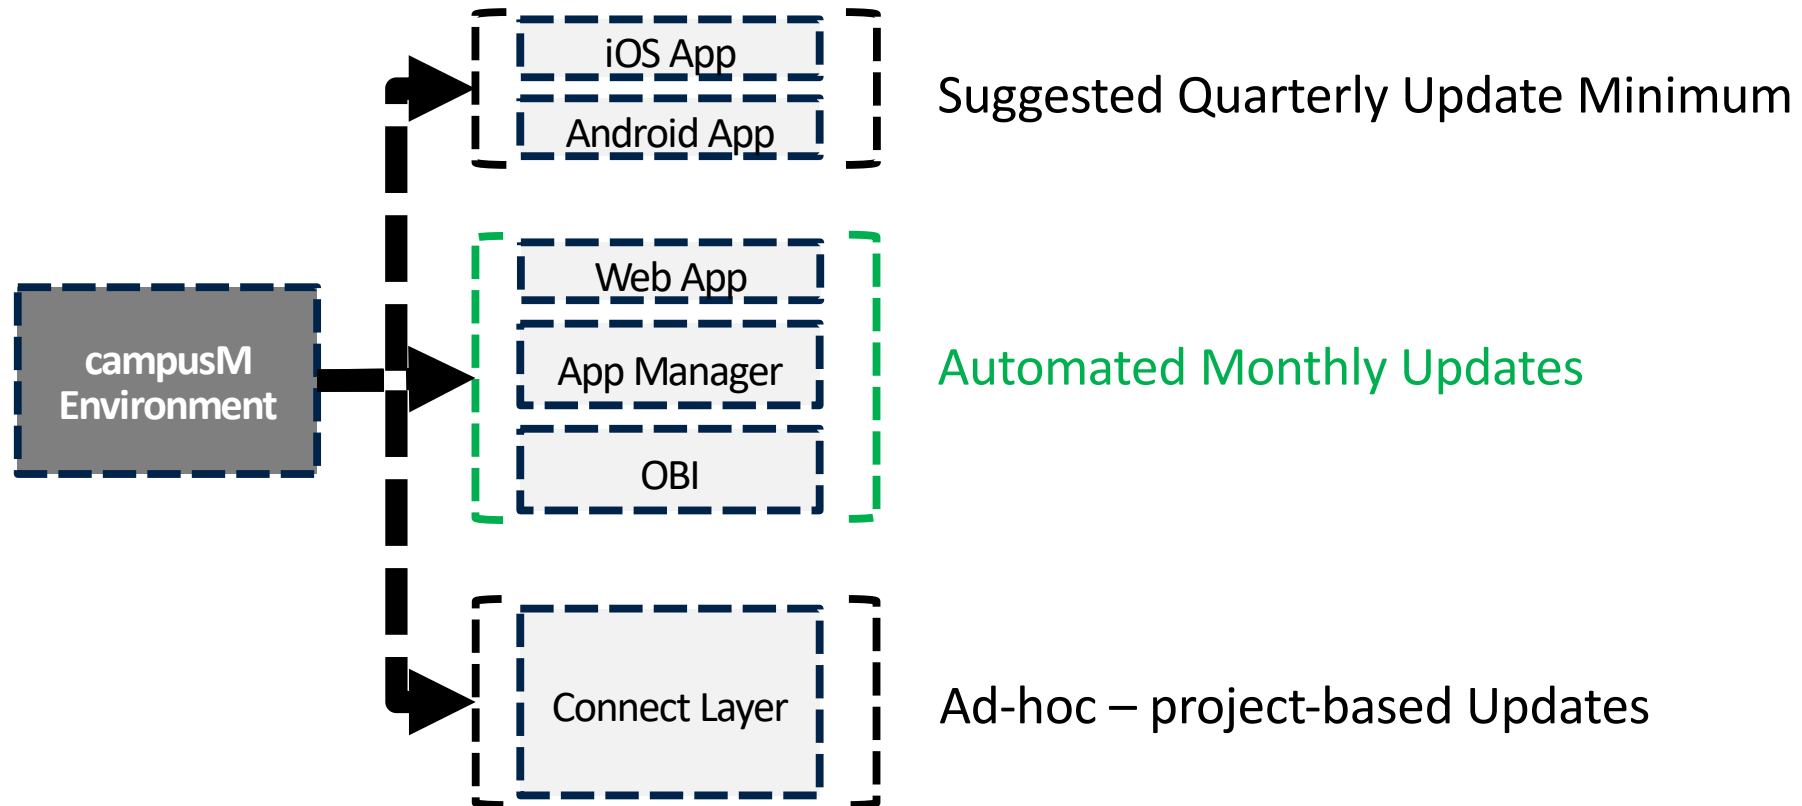 iOS App
Android App
Suggested Quarterly Update Minimum
campusM
Environment
Web App
App Manager
OBI
Automated Monthly Updates
Connect Layer
Ad-hoc – project-based Updates